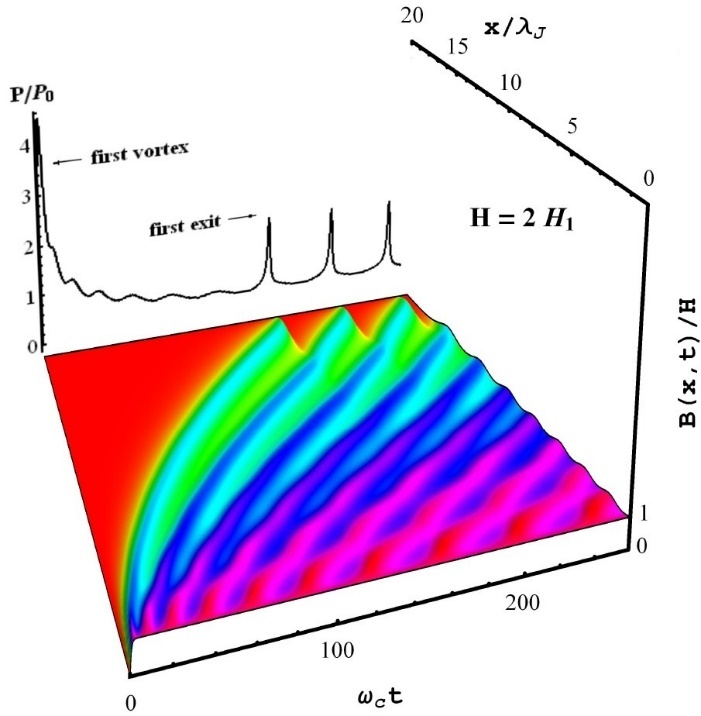 20
x/λJ
15
10
5
0
P/P0
4
first vortex
3
first exit
H = 2 H1
2
1
0
B(x,t)/H
1
0
200
100
0
ωct